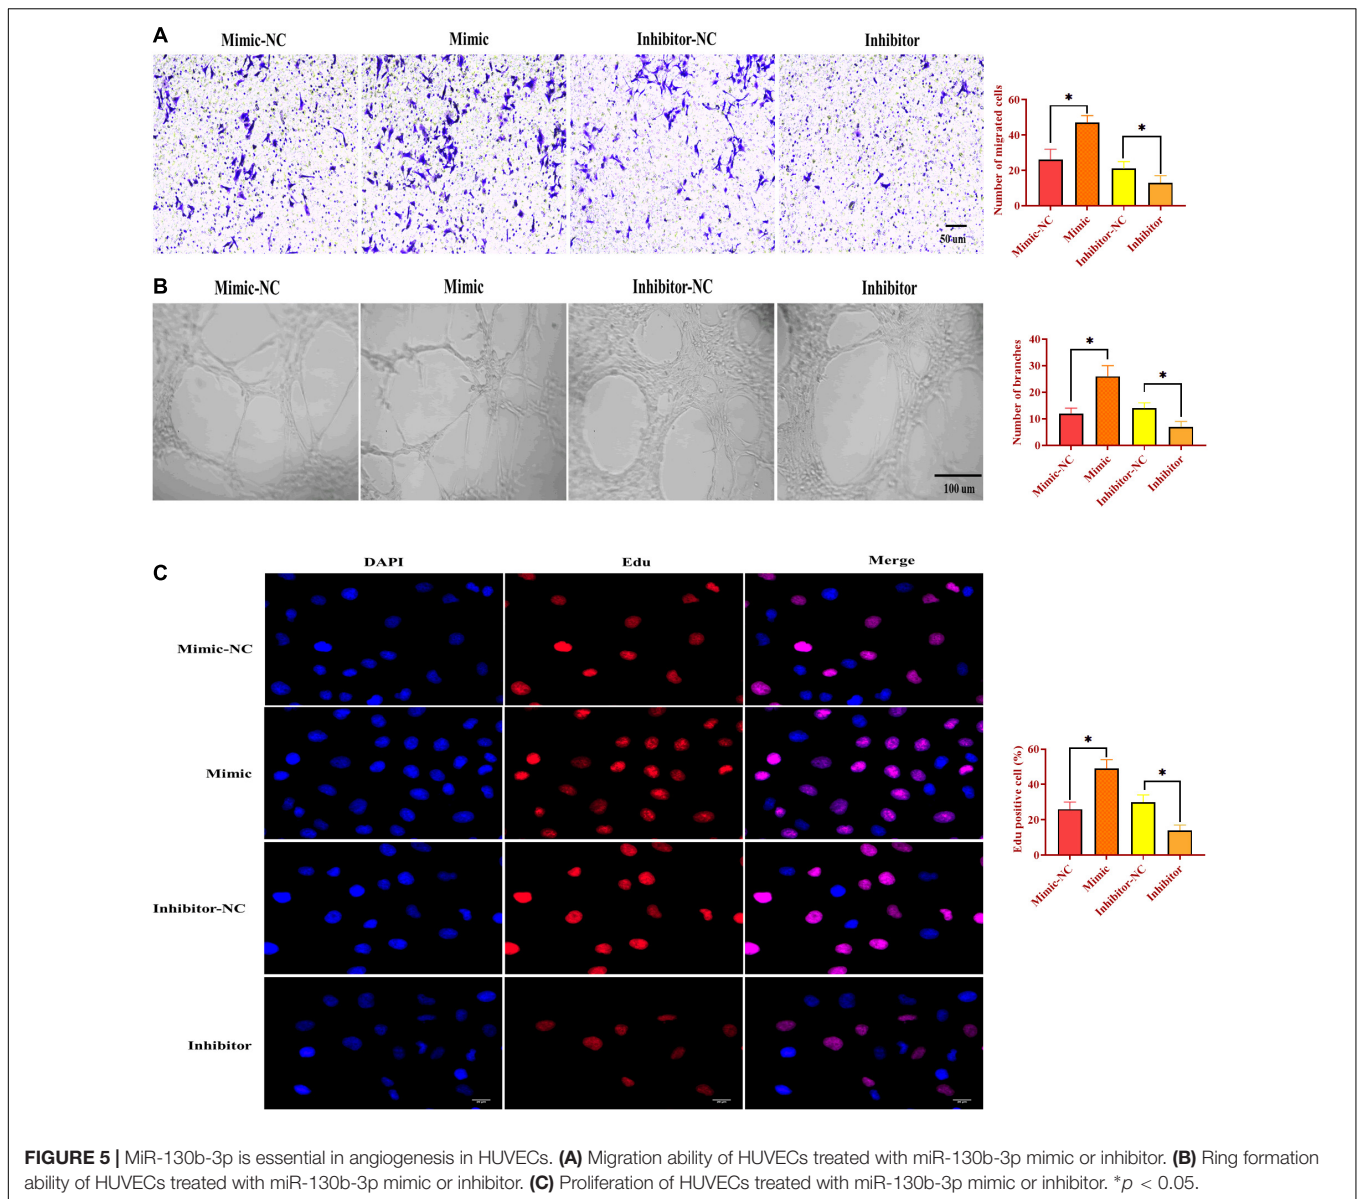 A
Mimic-NC
Mimic
Inhibitor-NC
Inhibitor
50 um
Number of migrated cells
60
40
20
0
*
*
Mimic-NC
Mimic
Inhibitor-NC
Inhibitor
B
Mimic-NC
Mimic
Inhibitor-NC
Inhibitor
100 um
Number of branches
40
30
20
10
0
*
*
Mimic-NC
Mimic
Inhibitor-NC
Inhibitor
C
DAPI
Edu
Merge
Mimic-NC
Mimic
Inhibitor-NC
Inhibitor
Edu positive cell (%)
60
40
20
0
*
*
Mimic-NC
Mimic
Inhibitor-NC
Inhibitor
FIGURE 5 | MiR-130b-3p is essential in angiogenesis in HUVECs. (A) Migration ability of HUVECs treated with miR-130b-3p mimic or inhibitor. (B) Ring formation
ability of HUVECs treated with miR-130b-3p mimic or inhibitor. (C) Proliferation of HUVECs treated with miR-130b-3p mimic or inhibitor. *p < 0.05.